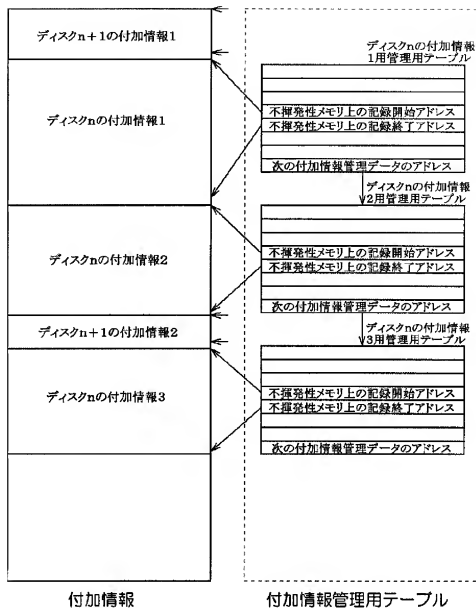 ディスクn+1の付加情報1
ディスクnの付加情報1
ディスクnの付加情報2
ディスクn+1の付加情報2
ディスクnの付加情報3
付加情報
ディスクnの付加情報
1用管理用テーブル
不揮発性メモリ上の記録開始アドレス
不揮発性メモリ上の記録終了アドレス
次の付加情報管理データのアドレス
ディスクnの付加情報
2用管理用テーブル
不揮発性メモリ上の記録開始アドレス
不揮発性メモリ上の記録終了アドレス
次の付加情報管理データのアドレス
ディスクnの付加情報
3用管理用テーブル
不揮発性メモリ上の記録開始アドレス
不揮発性メモリ上の記録終了アドレス
次の付加情報管理データのアドレス
付加情報管理用テーブル